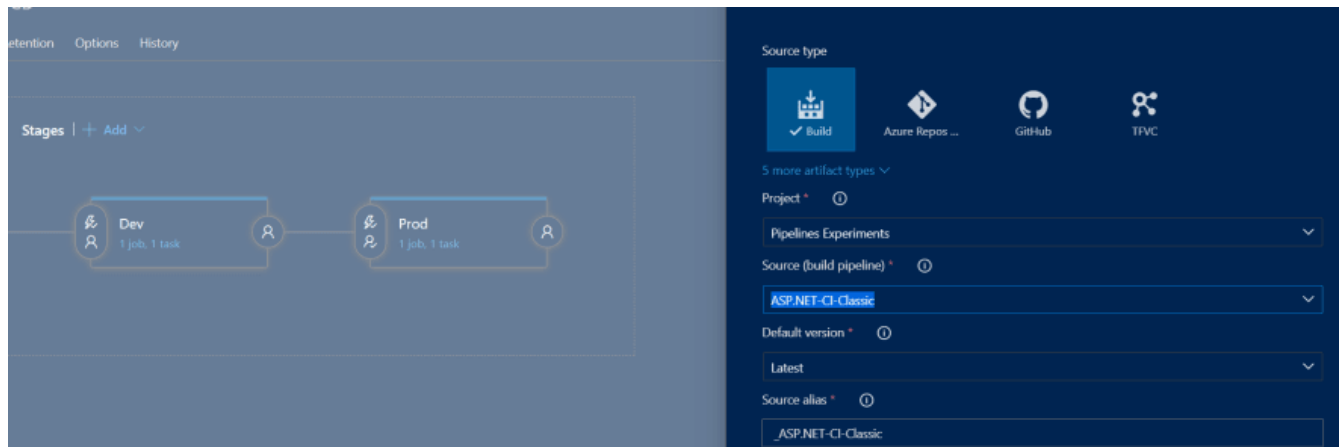 etention Options History
Stages | + Add
Dev
1 job, 1 task
Prod
1 job, 1 task
Source type
Build
Azure Repos ...
GitHub
TFVC
5 more artifact types
Project *
Pipelines Experiments
Source (build pipeline) *
ASP.NET-CI-Classic
Default version *
Latest
Source alias *
_ASP.NET-CI-Classic